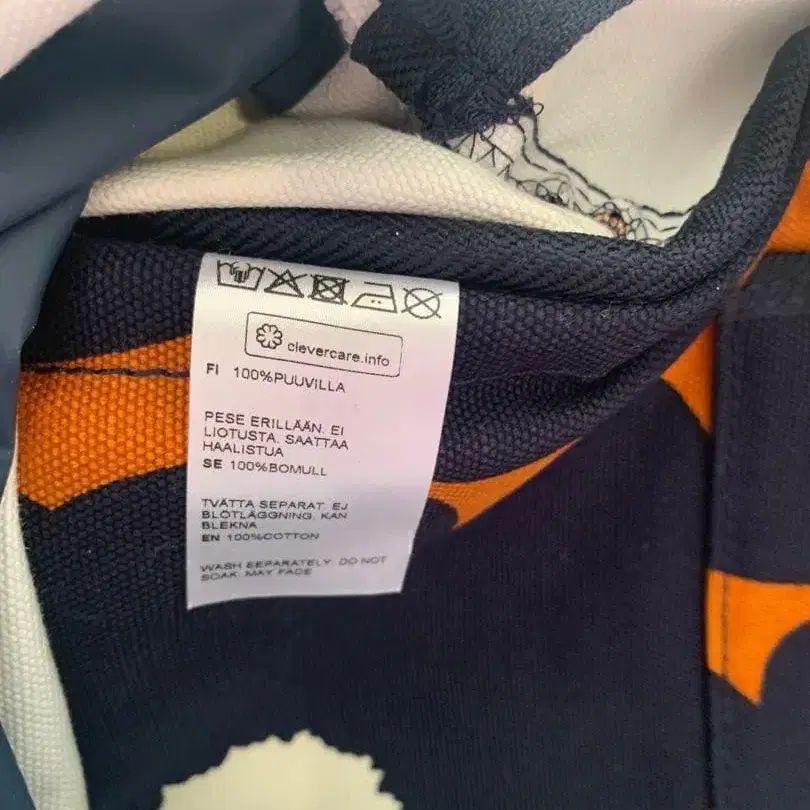 clevercare.info
FI 100%PUUVILLA
PESE ERILLÄÄN. EI
LIOTUSTA. SAATTAA
HAALISTUA
SE 100%BOMULL
TVÄTTA SEPARAT. EJ
BLÖTLÄGGNING. KAN
BLEKNA
EN 100%COTTON
WASH SEPARATELY. DO NOT
SOAK. MAY FADE